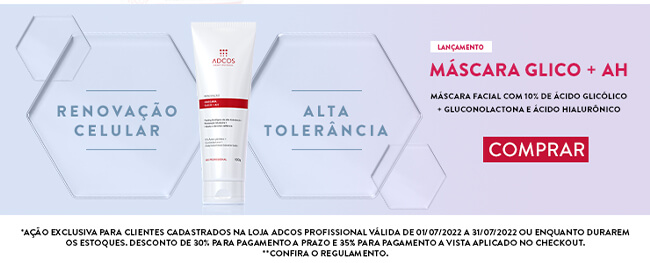 RENOVAÇÃO
CELULAR
ADCOS
ALTA
TOLERÂNCIA
LANÇAMENTO
MÁSCARA GLICO + AH
MÁSCARA FACIAL COM 10% DE ÁCIDO GLICÓLICO
+ GLUCONOLACTONA E ÁCIDO HIALURÔNICO
COMPRAR
*AÇÃO EXCLUSIVA PARA CLIENTES CADASTRADOS NA LOJA ADCOS PROFISSIONAL VÁLIDA DE 01/07/2022 A 31/07/2022 OU ENQUANTO DURAREM
OS ESTOQUES. DESCONTO DE 30% PARA PAGAMENTO A PRAZO E 35% PARA PAGAMENTO A VISTA APLICADO NO CHECKOUT.
**CONFIRA O REGULAMENTO.